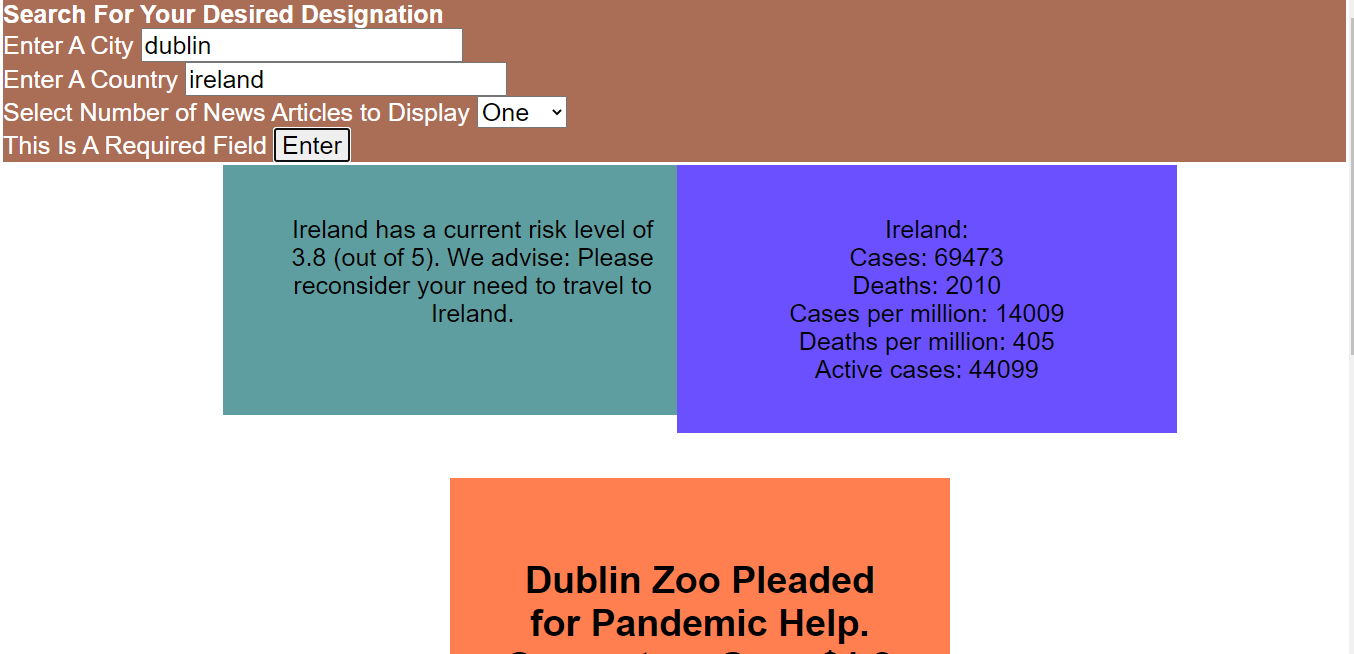 Search For Your Desired Designation
Enter A City dublin
Enter A Country ireland
Select Number of News Articles to Display One
This Is A Required Field Enter
Ireland has a current risk level of
3.8 (out of 5). We advise: Please
reconsider your need to travel to
Ireland.
Ireland:
Cases: 69473
Deaths: 2010
Cases per million: 14009
Deaths per million: 405
Active cases: 44099
Dublin Zoo Pleaded
for Pandemic Help.